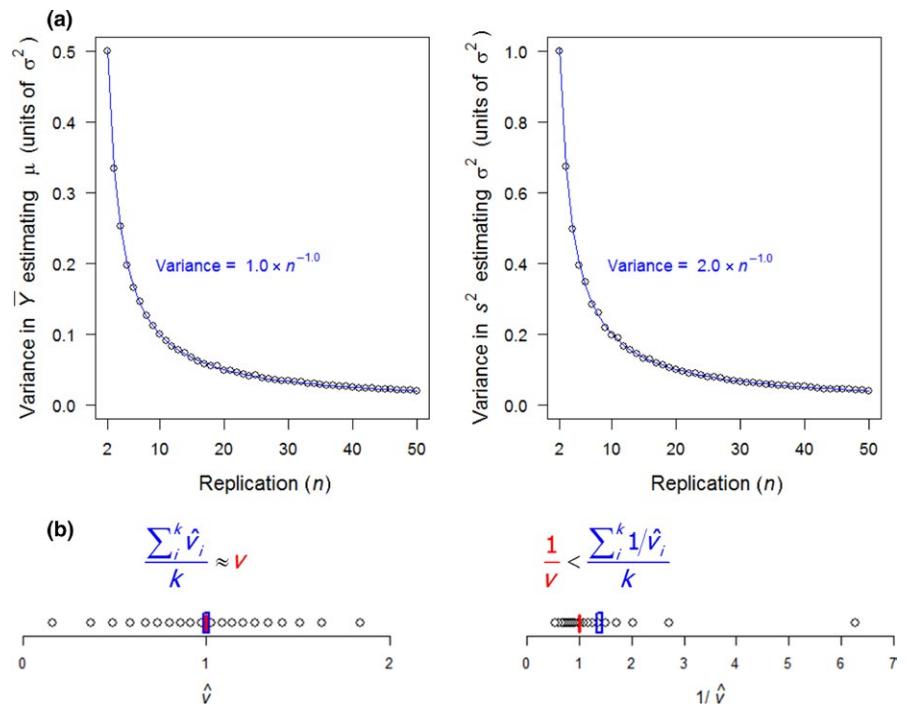 (a)
Variance in Ȳ estimating μ (units of σ²)
0.5
0.4
0.3
0.2
0.1
0.0
Variance = 1.0 × n⁻¹·⁰
2 10 20 30 40 50
Replication (n)
Variance in s² estimating σ² (units of σ²)
1.0
0.8
0.6
0.4
0.2
0.0
Variance = 2.0 × n⁻¹·⁰
2 10 20 30 40 50
Replication (n)
(b)
∑ᵢᵏ v̂ᵢ / k ≈ v
0 1 2
v̂
1/v < ∑ᵢᵏ 1/v̂ᵢ / k
0 1 2 3 4 5 6 7
1/ v̂